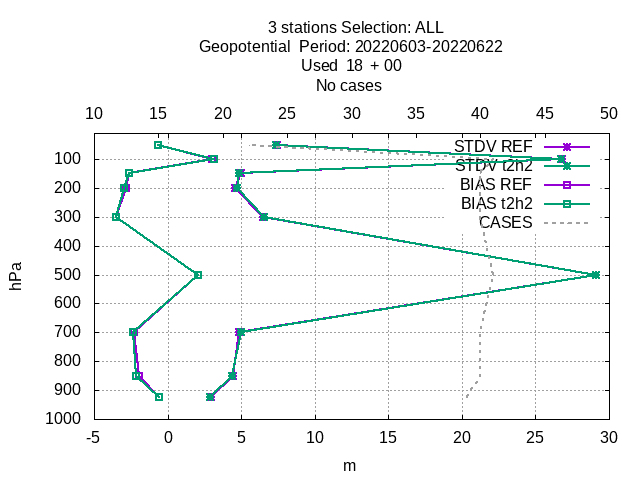 3 stations Selection: ALL
Geopotential  Period: 20220603-20220622
Used  18  + 00
No cases
10 15 20 25 30 35 40 45 50
STDV REF
100
STDV t2h2
200
BIAS REF
BIAS t2h2
300
CASES
400
hPa
500
600
700
800
900
1000
-5 0 5 10 15 20 25 30
m